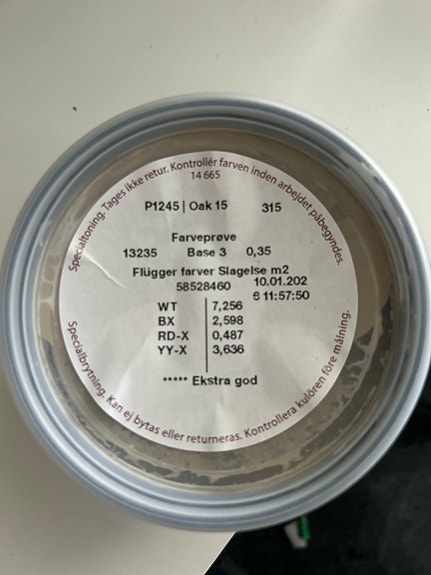 Specialtoning. Tages ikke retur. Kontrollér farven inden arbejdet påbegyndes.
14 665
P1245 | Oak 15 315
Farveprøve
13235 Base 3 0,35
Flügger farver Slagelse m2
58528460 10.01.202
6 11:57:50
WT 7,256
BX 2,598
RD-X 0,487
YY-X 3,636
***** Ekstra god
Specialbrytning. Kan ej bytas eller returneras. Kontrollera kulören före målning.